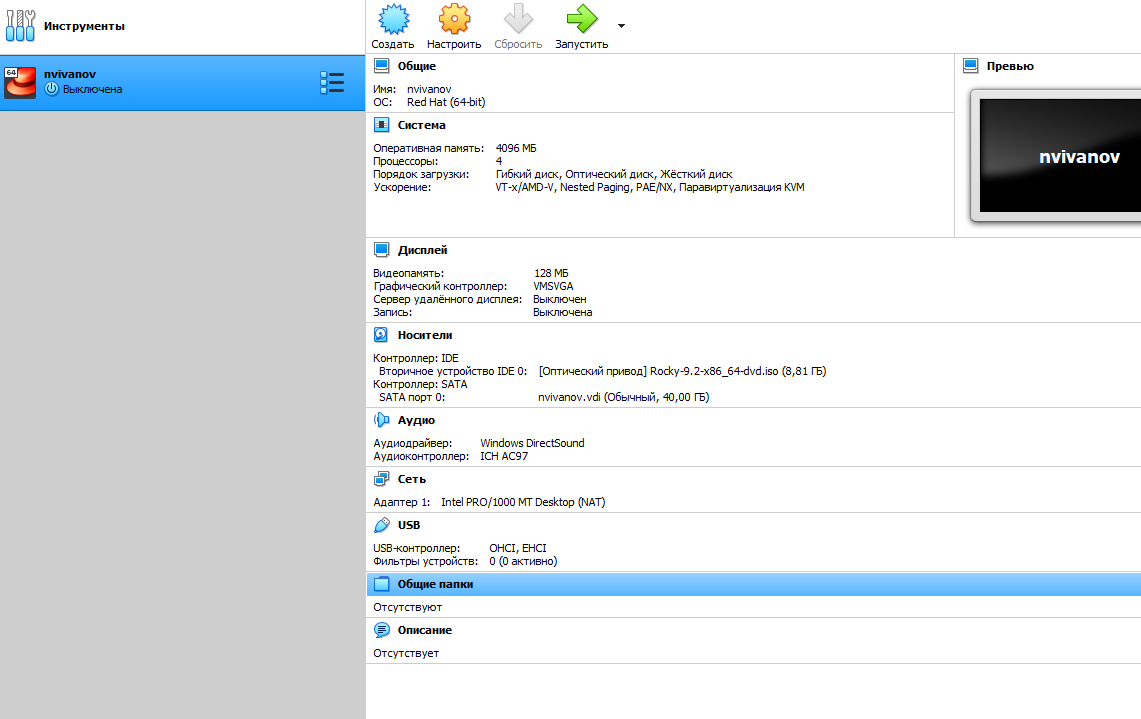 Инструменты
Создать Настроить Сбросить Запустить
64
nvivanov
Выключена
Общие
Имя: nvivanov
ОС: Red Hat (64-bit)
Превью
nvivanov
Система
Оперативная память: 4096 МБ
Процессоры: 4
Порядок загрузки: Гибкий диск, Оптический диск, Жёсткий диск
Ускорение: VT-x/AMD-V, Nested Paging, PAE/NX, Паравиртуализация KVM
Дисплей
Видеопамять: 128 МБ
Графический контроллер: VMSVGA
Сервер удалённого дисплея: Выключен
Запись: Выключена
Носители
Контроллер: IDE
Вторичное устройство IDE 0: [Оптический привод] Rocky-9.2-x86_64-dvd.iso (8,81 ГБ)
Контроллер: SATA
SATA порт 0: nvivanov.vdi (Обычный, 40,00 ГБ)
Аудио
Аудиодрайвер: Windows DirectSound
Аудиоконтроллер: ICH AC97
Сеть
Адаптер 1: Intel PRO/1000 MT Desktop (NAT)
USB
USB-контроллер: OHCI, EHCI
Фильтры устройств: 0 (0 активно)
Общие папки
Отсутствуют
Описание
Отсутствует